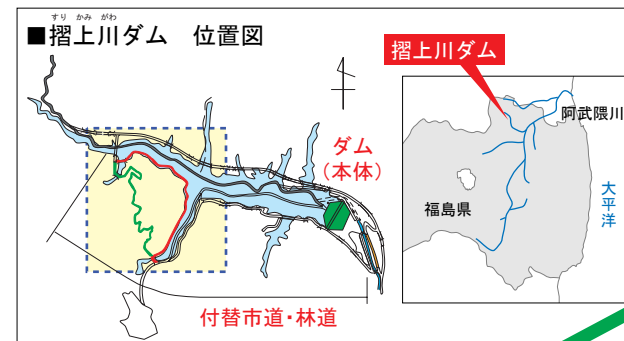 すり かみ がわ
■摺上川ダム 位置図
摺上川ダム
阿武隈川
ダム
(本体)
福島県
太平洋
付替市道・林道